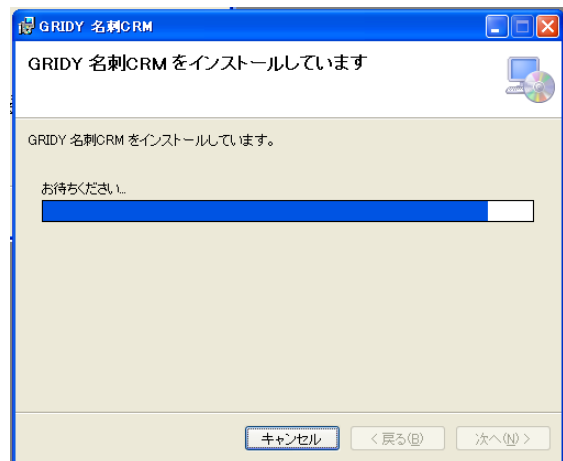 GRIDY 名刺CRM
GRIDY 名刺CRM をインストールしています
GRIDY 名刺CRM をインストールしています。
お待ちください...
キャンセル
< 戻る(B)
次へ(N) >